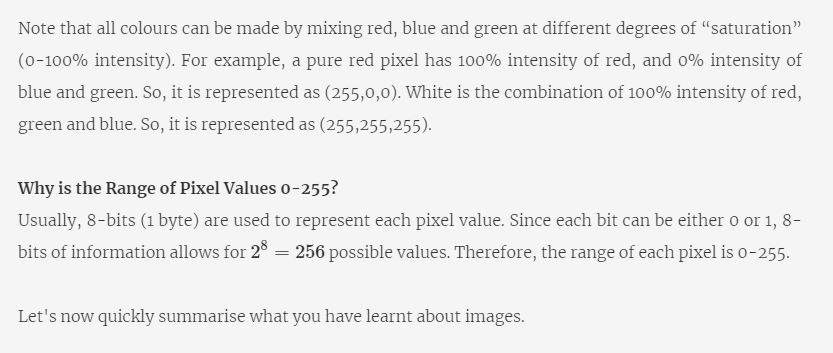 Note that all colours can be made by mixing red, blue and green at different degrees of “saturation”
(0-100% intensity). For example, a pure red pixel has 100% intensity of red, and 0% intensity of
blue and green. So, it is represented as (255,0,0). White is the combination of 100% intensity of red,
green and blue. So, it is represented as (255,255,255).
Why is the Range of Pixel Values 0-255?
Usually, 8-bits (1 byte) are used to represent each pixel value. Since each bit can be either 0 or 1, 8-
bits of information allows for 2⁸ = 256 possible values. Therefore, the range of each pixel is 0-255.
Let's now quickly summarise what you have learnt about images.